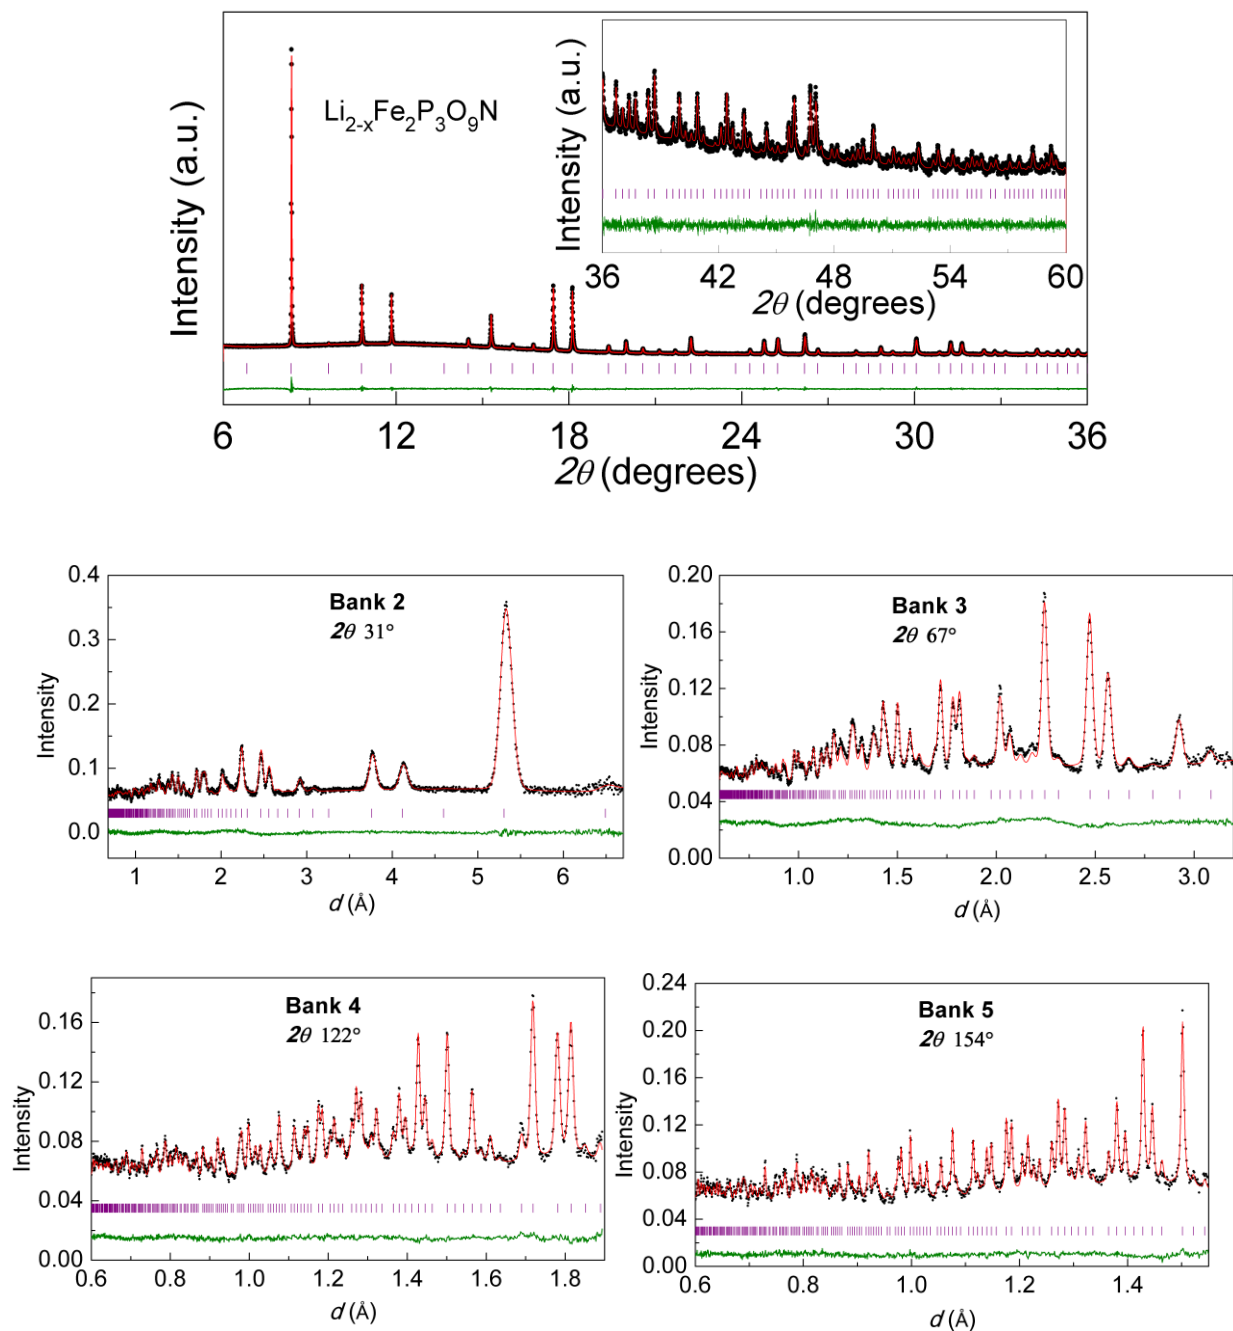 Intensity (a.u.)
Li2-xFe2P3O9N
Intensity (a.u.)
36 42 48 54 60
2θ (degrees)
6 12 18 24 30 36
2θ (degrees)
Bank 2
2θ 31°
Intensity
0.4
0.3
0.2
0.1
0.0
1 2 3 4 5 6
d (Å)
Bank 3
2θ 67°
Intensity
0.20
0.16
0.12
0.08
0.04
0.00
1.0 1.5 2.0 2.5 3.0
d (Å)
Bank 4
2θ 122°
Intensity
0.16
0.12
0.08
0.04
0.00
0.6 0.8 1.0 1.2 1.4 1.6 1.8
d (Å)
Bank 5
2θ 154°
Intensity
0.24
0.20
0.16
0.12
0.08
0.04
0.00
0.6 0.8 1.0 1.2 1.4
d (Å)